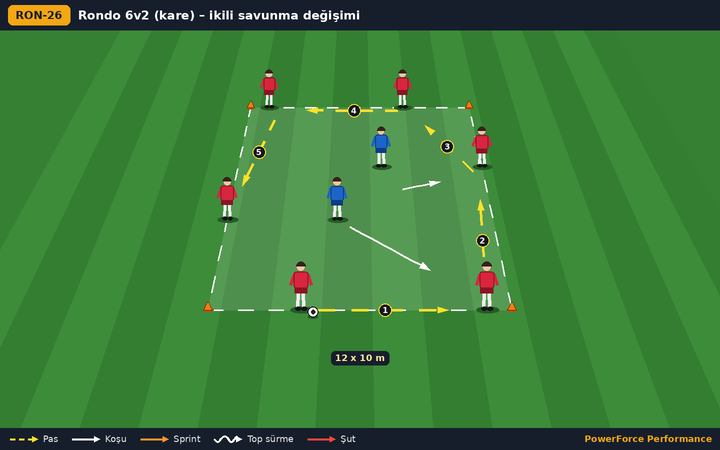 RON-26 Rondo 6v2 (kare) – ikili savunma değişimi
4
3
5
2
1
12 x 10 m
Pas Koşu Sprint Top sürme Şut PowerForce Performance